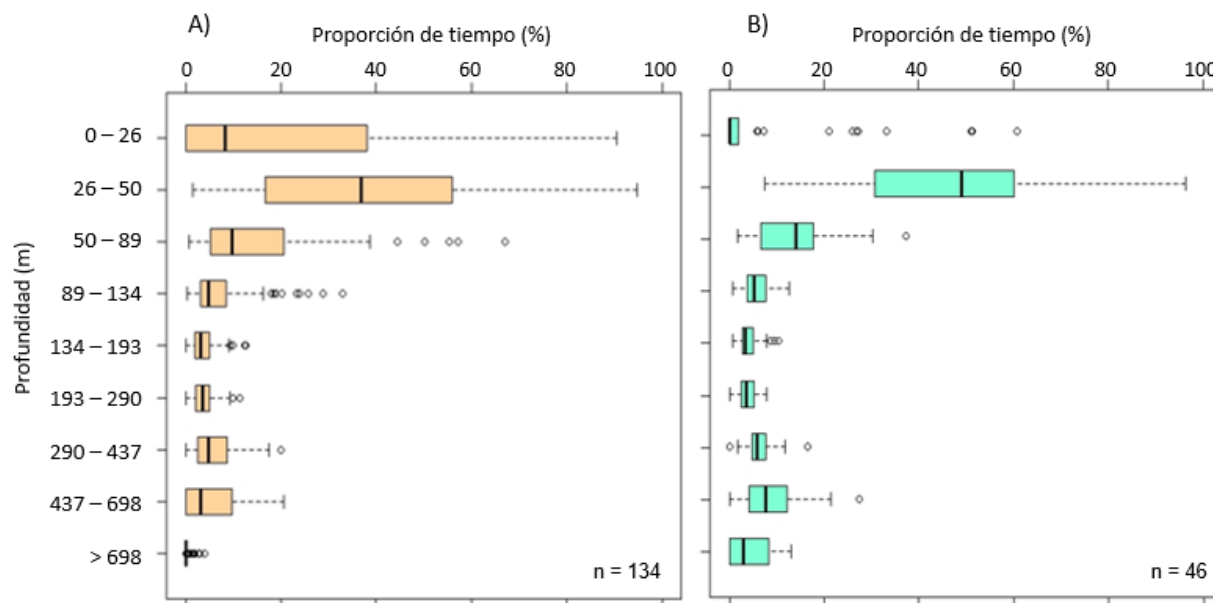 A)
Proporción de tiempo (%)
0 20 40 60 80 100
B)
Proporción de tiempo (%)
0 20 40 60 80 100
Profundidad (m)
0 – 26
26 – 50
50 – 89
89 – 134
134 – 193
193 – 290
290 – 437
437 – 698
> 698
n = 134
n = 46